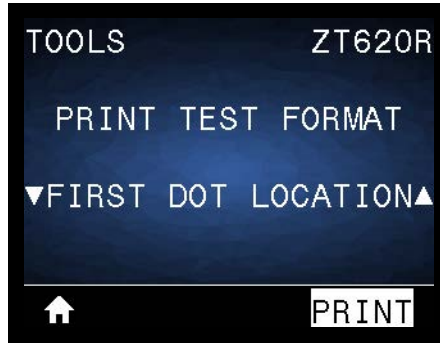 TOOLS ZT620R
PRINT TEST FORMAT
▼FIRST DOT LOCATION▲
PRINT